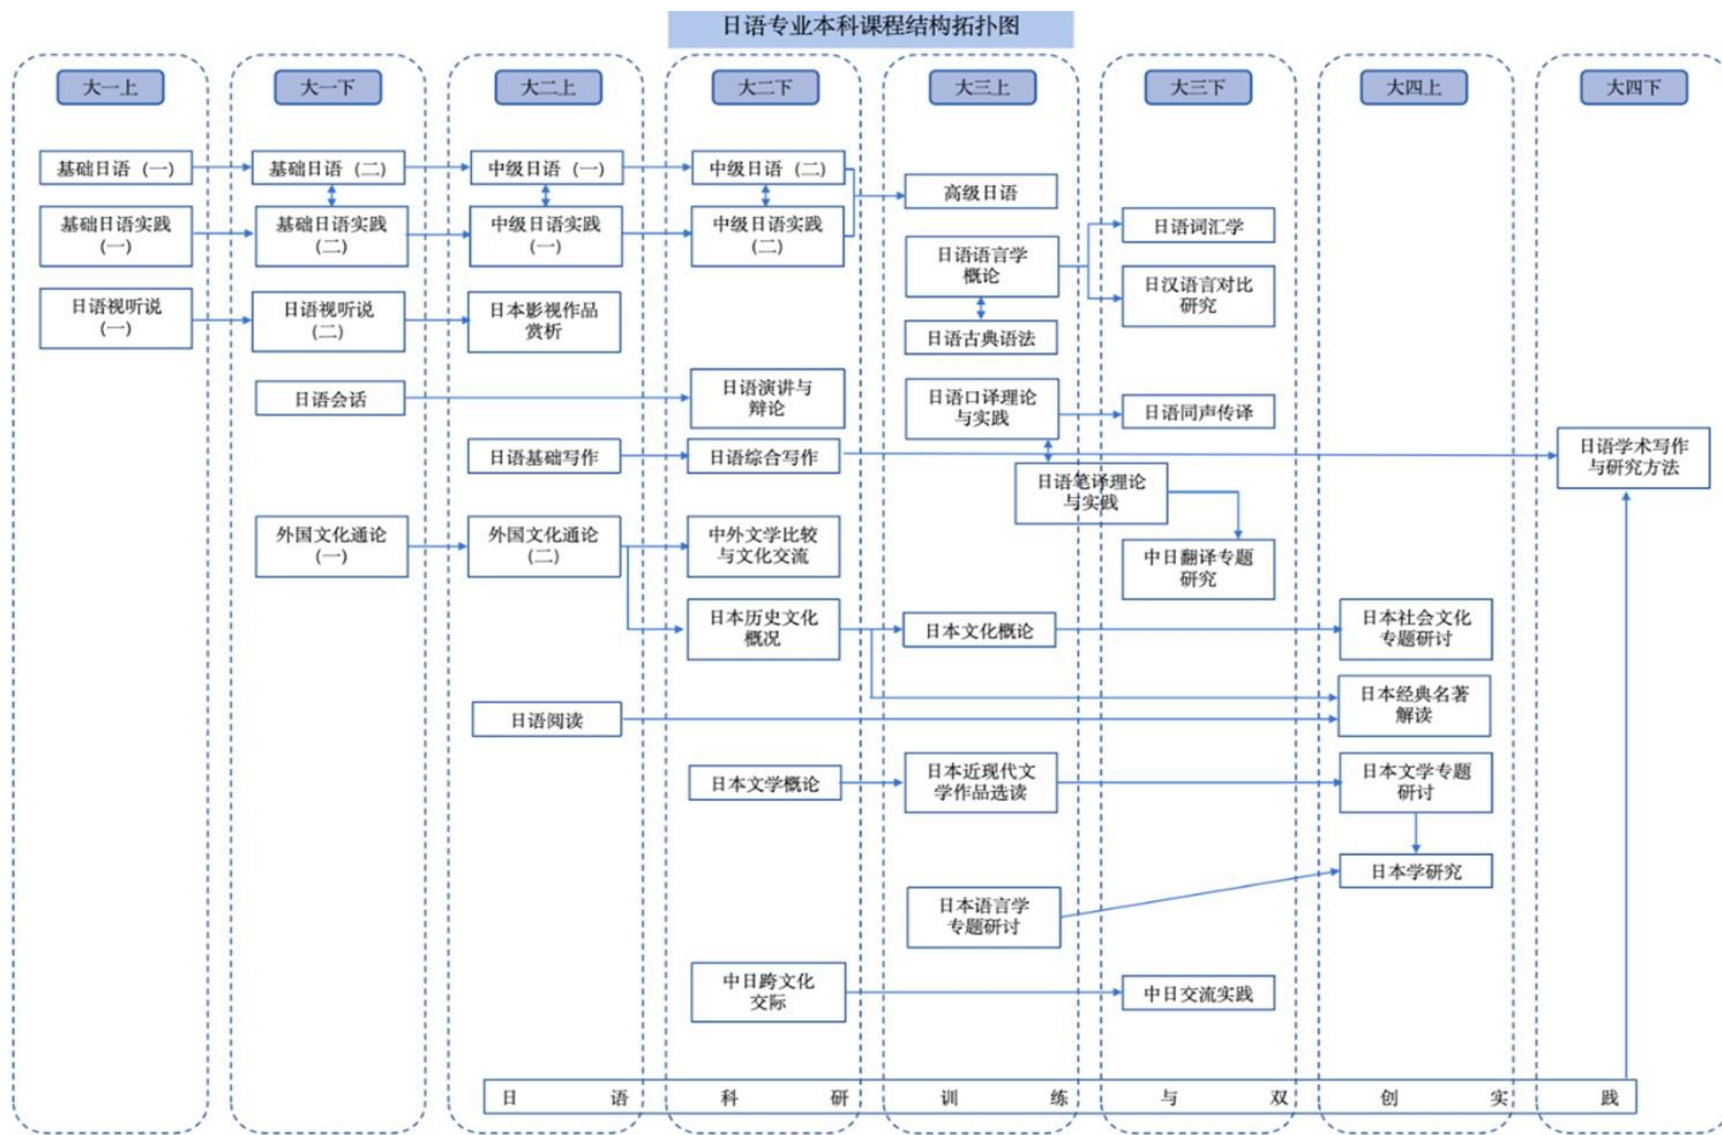 日语专业本科课程结构拓扑图
大一上
大一下
大二上
大二下
大三上
大三下
大四上
大四下
基础日语（一）
基础日语（二）
中级日语（一）
中级日语（二）
高级日语
基础日语实践
（一）
基础日语实践
（二）
中级日语实践
（一）
中级日语实践
（二）
日语词汇学
日语语言学
概论
日汉语言对比
研究
日语视听说
（一）
日语视听说
（二）
日本影视作品
赏析
日语古典语法
日语会话
日语演讲与
辩论
日语口译理论
与实践
日语同声传译
日语基础写作
日语综合写作
日语学术写作
与研究方法
日语笔译理论
与实践
外国文化通论
（一）
外国文化通论
（二）
中外文学比较
与文化交流
中日翻译专题
研究
日本历史文化
概况
日本文化概论
日本社会文化
专题研讨
日语阅读
日本经典名著
解读
日本文学概论
日本近现代文
学作品选读
日本文学专题
研讨
日本学研究
日本语言学
专题研讨
中日跨文化
交际
中日交流实践
日语科研训练与双创实践